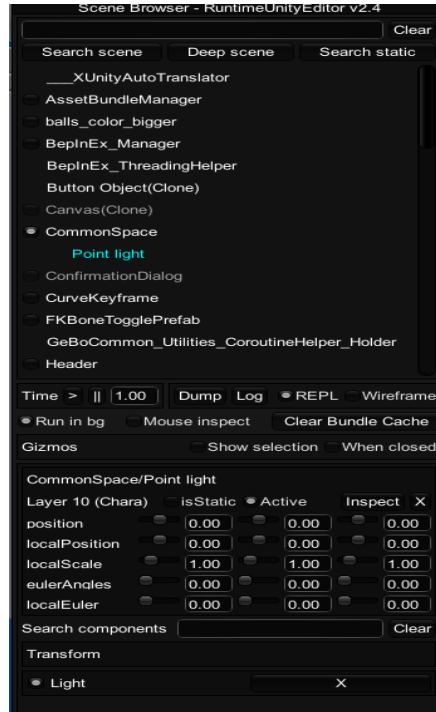 Scene Browser - RuntimeUnityEditor v2.4
Clear
Search scene Deep scene Search static
___XUnityAutoTranslator
AssetBundleManager
balls_color_bigger
BepInEx_Manager
BepInEx_ThreadingHelper
Button Object(Clone)
Canvas(Clone)
CommonSpace
Point light
ConfirmationDialog
CurveKeyframe
FKBoneTogglePrefab
GeBoCommon_Utilities_CoroutineHelper_Holder
Header
Time > || 1.00 Dump Log REPL Wireframe
Run in bg Mouse inspect Clear Bundle Cache
Gizmos Show selection When closed
CommonSpace/Point light
Layer 10 (Chara) isStatic Active Inspect X
position 0.00 0.00 0.00
localPosition 0.00 0.00 0.00
localScale 1.00 1.00 1.00
eulerAngles 0.00 0.00 0.00
localEuler 0.00 0.00 0.00
Search components Clear
Transform
Light X